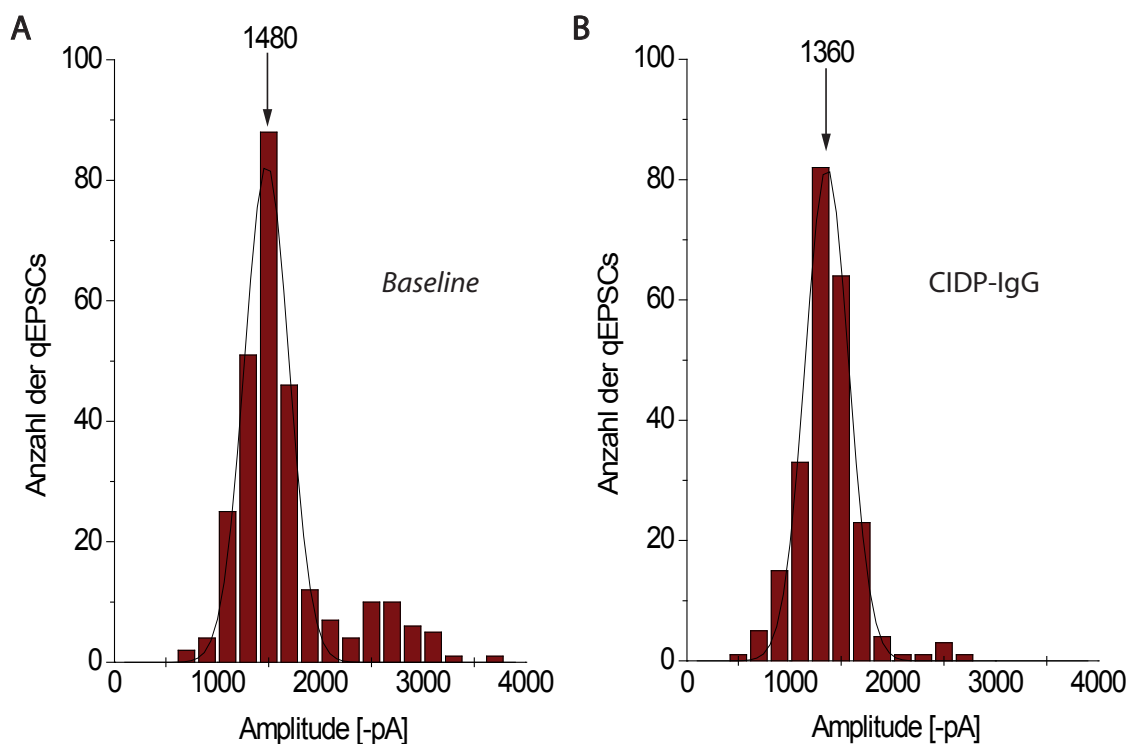 A
1480
100
80
60
40
20
0
Anzahl der qEPSCs
Baseline
0 1000 2000 3000 4000
Amplitude [-pA]
B
1360
100
80
60
40
20
0
Anzahl der qEPSCs
CIDP-IgG
0 1000 2000 3000 4000
Amplitude [-pA]